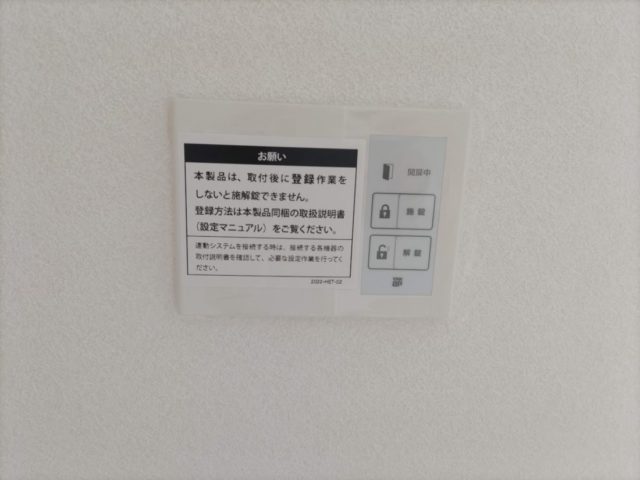 お願い
本製品は、取付後に登録作業を
しないと施解錠できません。
登録方法は本製品同梱の取扱説明書
（設定マニュアル）をご覧ください。
連動システムを接続する時は、接続する各機器の
取付説明書を確認して、必要な設定作業を行ってく
ださい。
2022-HST-02
開扉中
施錠
解錠